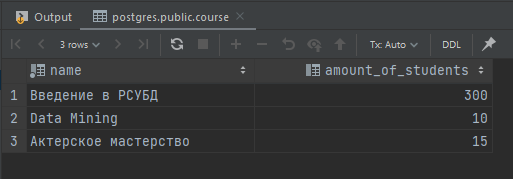 Output postgres.public.course
3 rows Tx: Auto DDL
name amount_of_students
1 Введение в РСУБД 300
2 Data Mining 10
3 Актерское мастерство 15